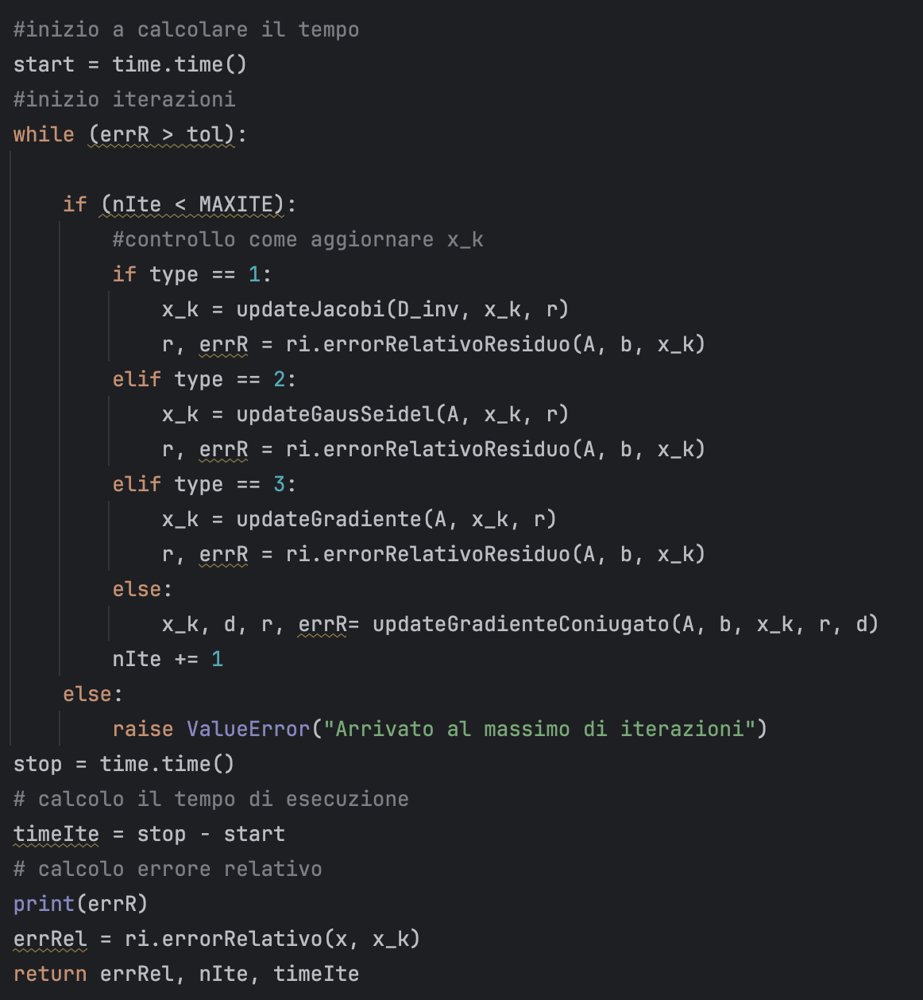 #inizio a calcolare il tempo
start = time.time()
#inizio iterazioni
while (errR > tol):
if (nIte < MAXITE):
#controllo come aggiornare x_k
if type == 1:
x_k = updateJacobi(D_inv, x_k, r)
r, errR = ri.errorRelativoResiduo(A, b, x_k)
elif type == 2:
x_k = updateGausSeidel(A, x_k, r)
r, errR = ri.errorRelativoResiduo(A, b, x_k)
elif type == 3:
x_k = updateGradiente(A, x_k, r)
r, errR = ri.errorRelativoResiduo(A, b, x_k)
else:
x_k, d, r, errR= updateGradienteConiugato(A, b, x_k, r, d)
nIte += 1
else:
raise ValueError("Arrivato al massimo di iterazioni")
stop = time.time()
# calcolo il tempo di esecuzione
timeIte = stop - start
# calcolo errore relativo
print(errR)
errRel = ri.errorRelativo(x, x_k)
return errRel, nIte, timeIte